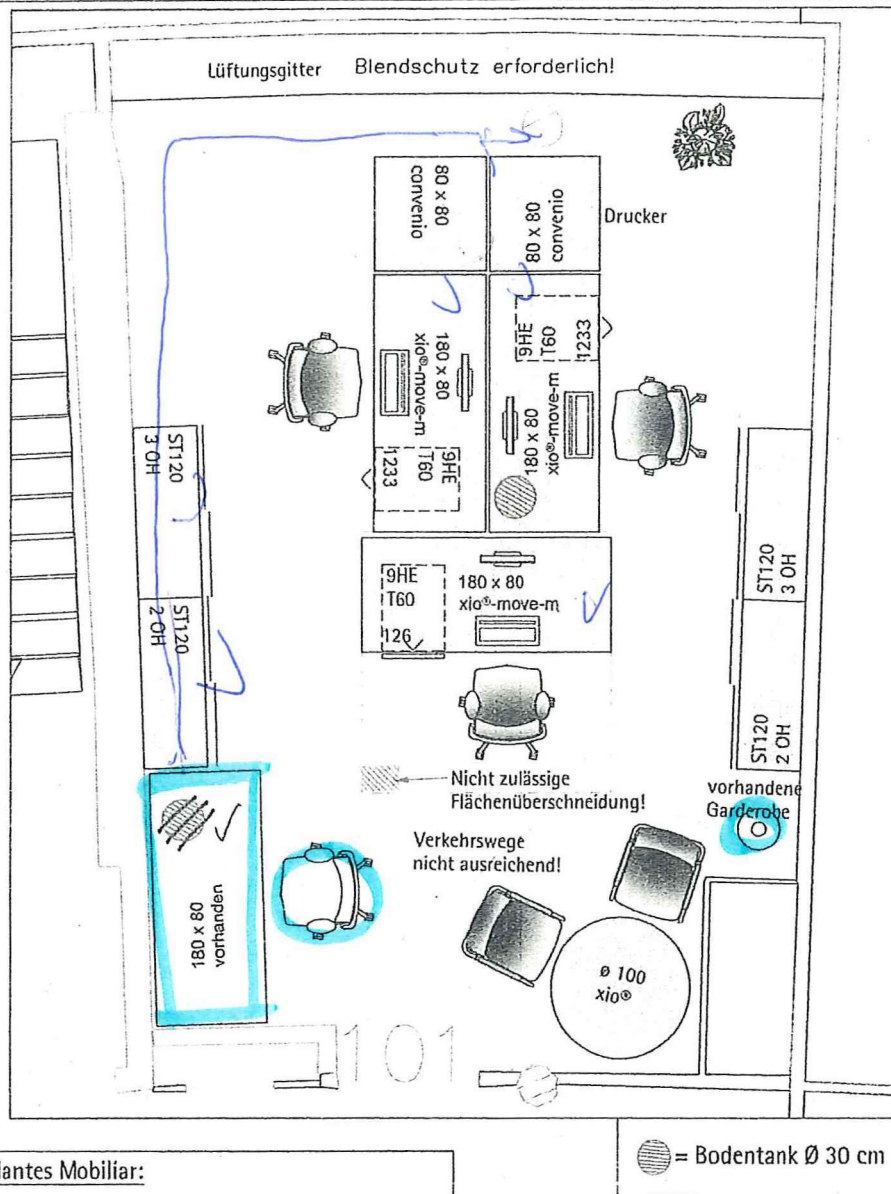 Lüftungsgitter Blendschutz erforderlich!
80 x 80
convenio
80 x 80
convenio
Drucker
180 x 80
xio®-move-m
9HE
T60
1233
9HE
T60
1233
180 x 80
xio®-move-m
ST120
3 OH
ST120
2 OH
9HE
T60
126
180 x 80
xio®-move-m
ST120
3 OH
ST120
2 OH
Nicht zulässige
Flächenüberschneidung!
vorhandene
Garderobe
Verkehrswege
nicht ausreichend!
180 x 80
vorhanden
ø 100
xio®
101
lantes Mobiliar:
= Bodentank Ø 30 cm